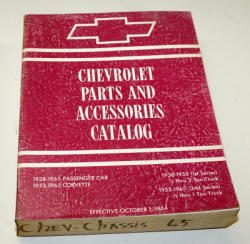 CHEVROLET
PARTS AND
ACCESSORIES
CATALOG
1938-1965 PASSENGER CAR
1953-1965 CORVETTE
1938-1955 (1st Series)
½ thru 2 Ton Truck
1955-1965 (2nd Series)
½ thru 1 Ton Truck
EFFECTIVE OCTOBER 1, 1964
CHEV-CHASSIS 65